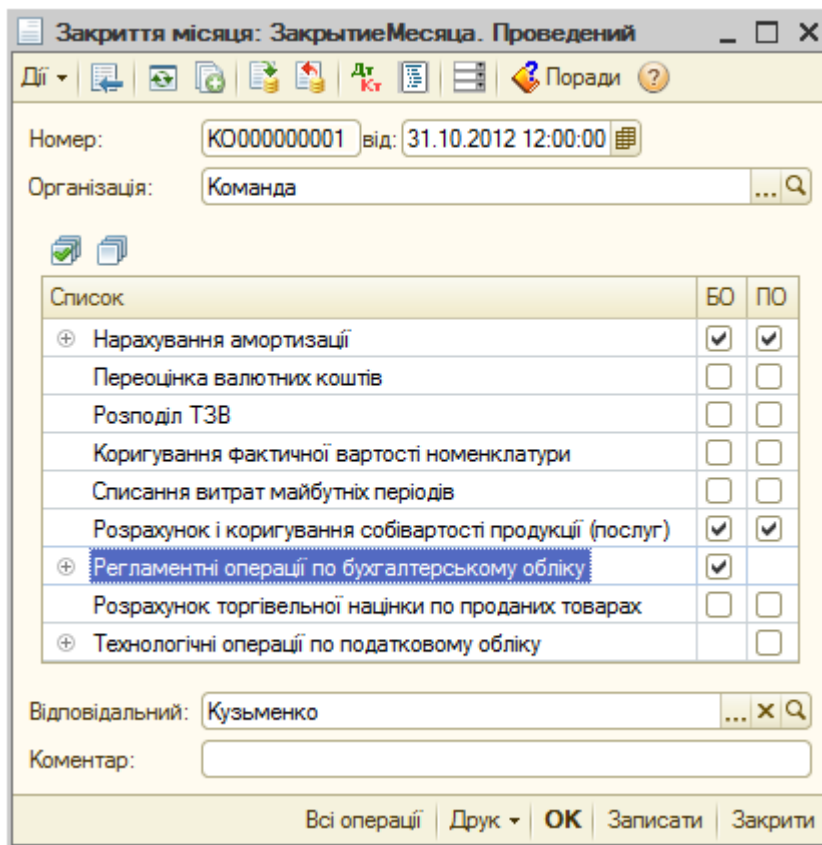 Закриття місяця: ЗакрытиеМесяца. Проведений
Дії Дт Кт Поради ?
Номер: КО000000001 від: 31.10.2012 12:00:00
Організація: Команда ...
Список БО ПО
Нарахування амортизації
Переоцінка валютних коштів
Розподіл ТЗВ
Коригування фактичної вартості номенклатури
Списання витрат майбутніх періодів
Розрахунок і коригування собівартості продукції (послуг)
Регламентні операції по бухгалтерському обліку
Розрахунок торгівельної націнки по проданих товарах
Технологічні операції по податковому обліку
Відповідальний: Кузьменко ...
Коментар:
Всі операції Друк ОК Записати Закрити